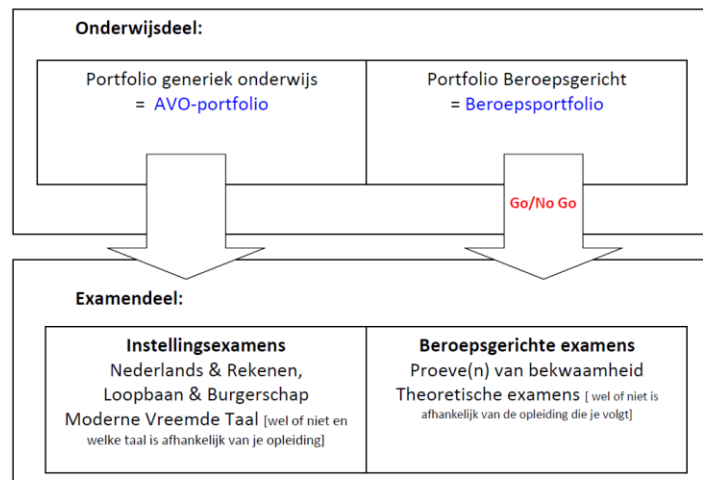 Onderwijsdeel:
Portfolio generiek onderwijs
= AVO-portfolio
Portfolio Beroepsgericht
= Beroepsportfolio
Go/No Go
Examendeel:
Instellingsexamens
Nederlands & Rekenen,
Loopbaan & Burgerschap
Moderne Vreemde Taal [wel of niet en
welke taal is afhankelijk van je opleiding]
Beroepsgerichte examens
Proeve(n) van bekwaamheid
Theoretische examens [ wel of niet is
afhankelijk van de opleiding die je volgt]